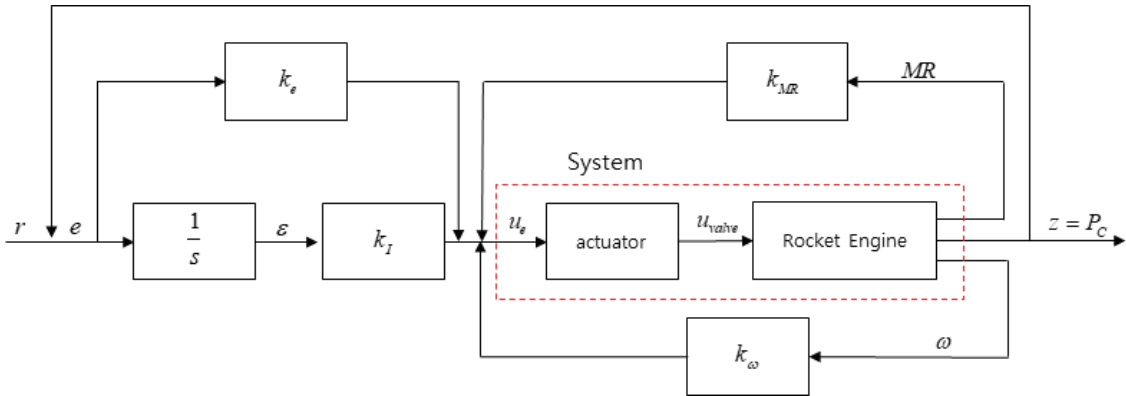 k_e
k_MR
MR
System
r
e
1/s
ε
k_I
u_e
actuator
u_valve
Rocket Engine
z = P_C
k_ω
ω